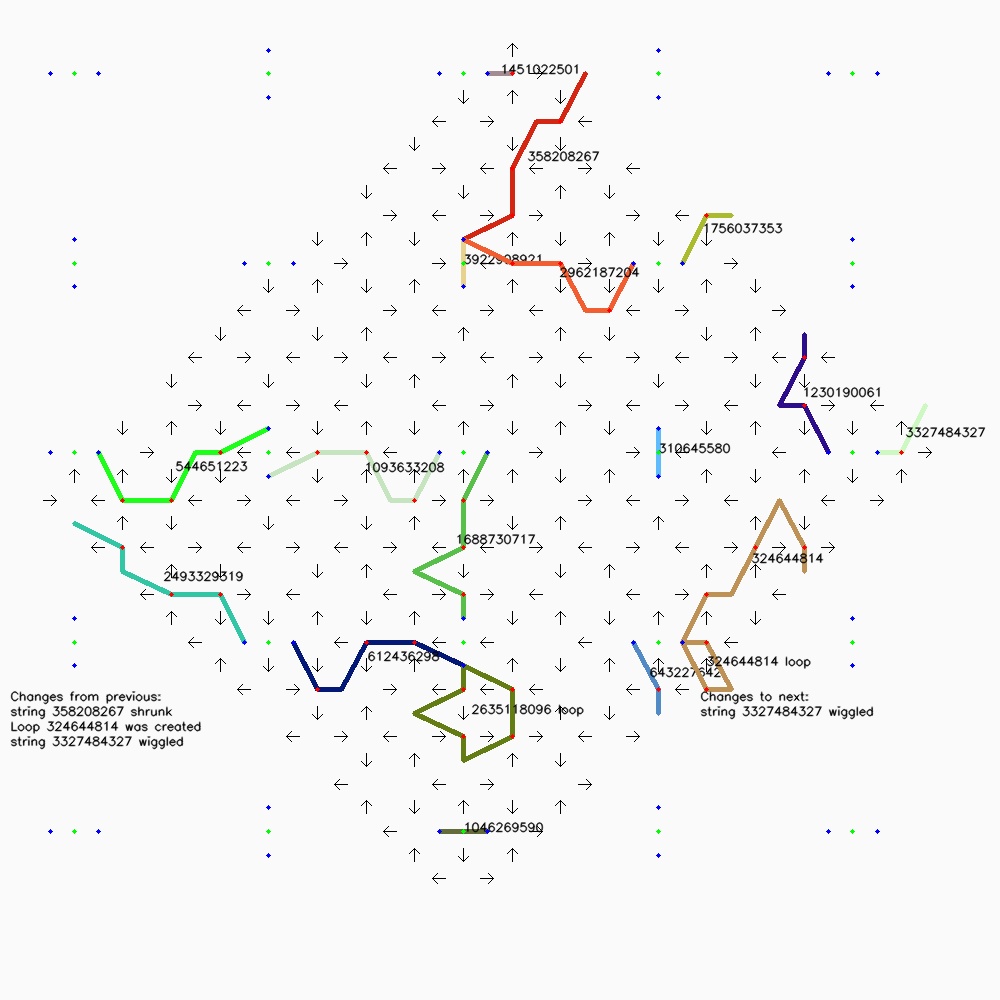 1451022501
358208267
1756037353
3922908921
2962187204
1230190061
3327484327
310645580
544651223
1093633208
1688730717
324644814
2493329319
612436298
324644814 loop
643227642
2635118096 loop
Changes from previous:
string 358208267 shrunk
Loop 324644814 was created
string 3327484327 wiggled
Changes to next:
string 3327484327 wiggled
1046269590